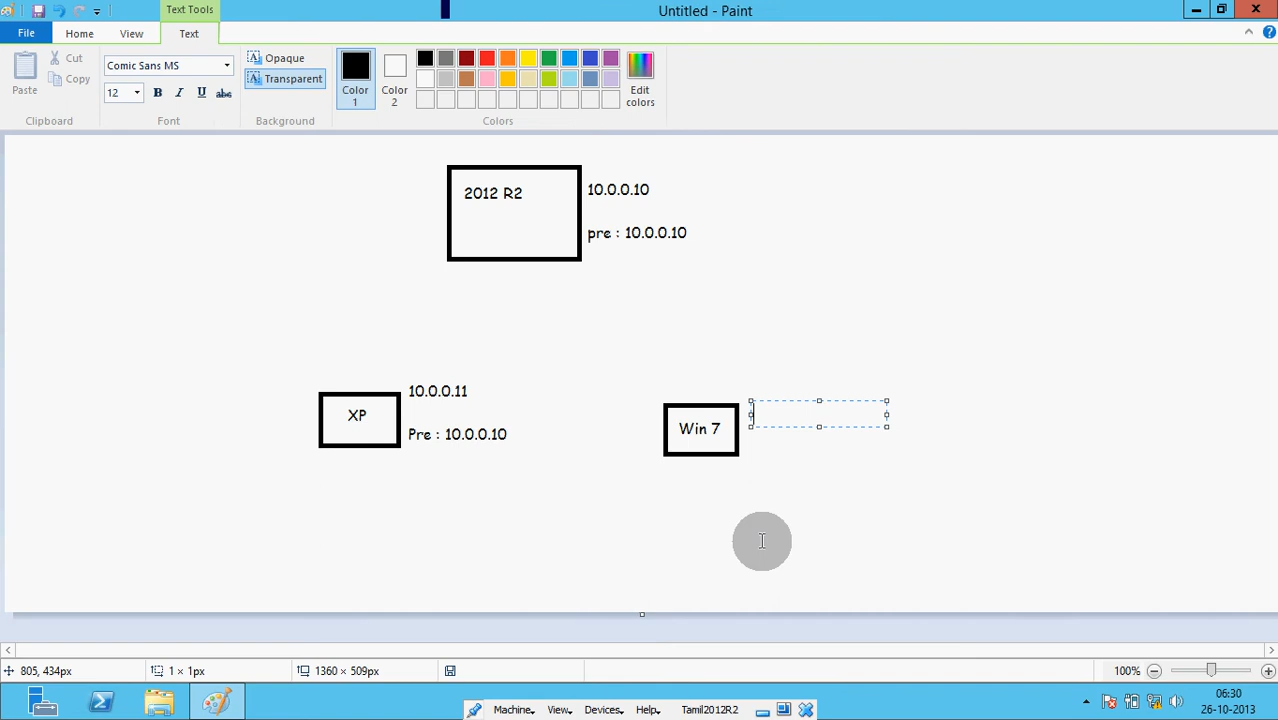 Text Tools
Untitled - Paint
File
Home
View
Text
Paste
Cut
Copy
Clipboard
Comic Sans MS
12
B I U abc
Font
Opaque
Transparent
Background
Color 1
Color 2
Edit colors
Colors
2012 R2
10.0.0.10
pre : 10.0.0.10
XP
10.0.0.11
Pre : 10.0.0.10
Win 7
805, 434px
1 × 1px
1360 × 509px
100%
Machine
View
Devices
Help
Tamil2012R2
06:30
26-10-2013